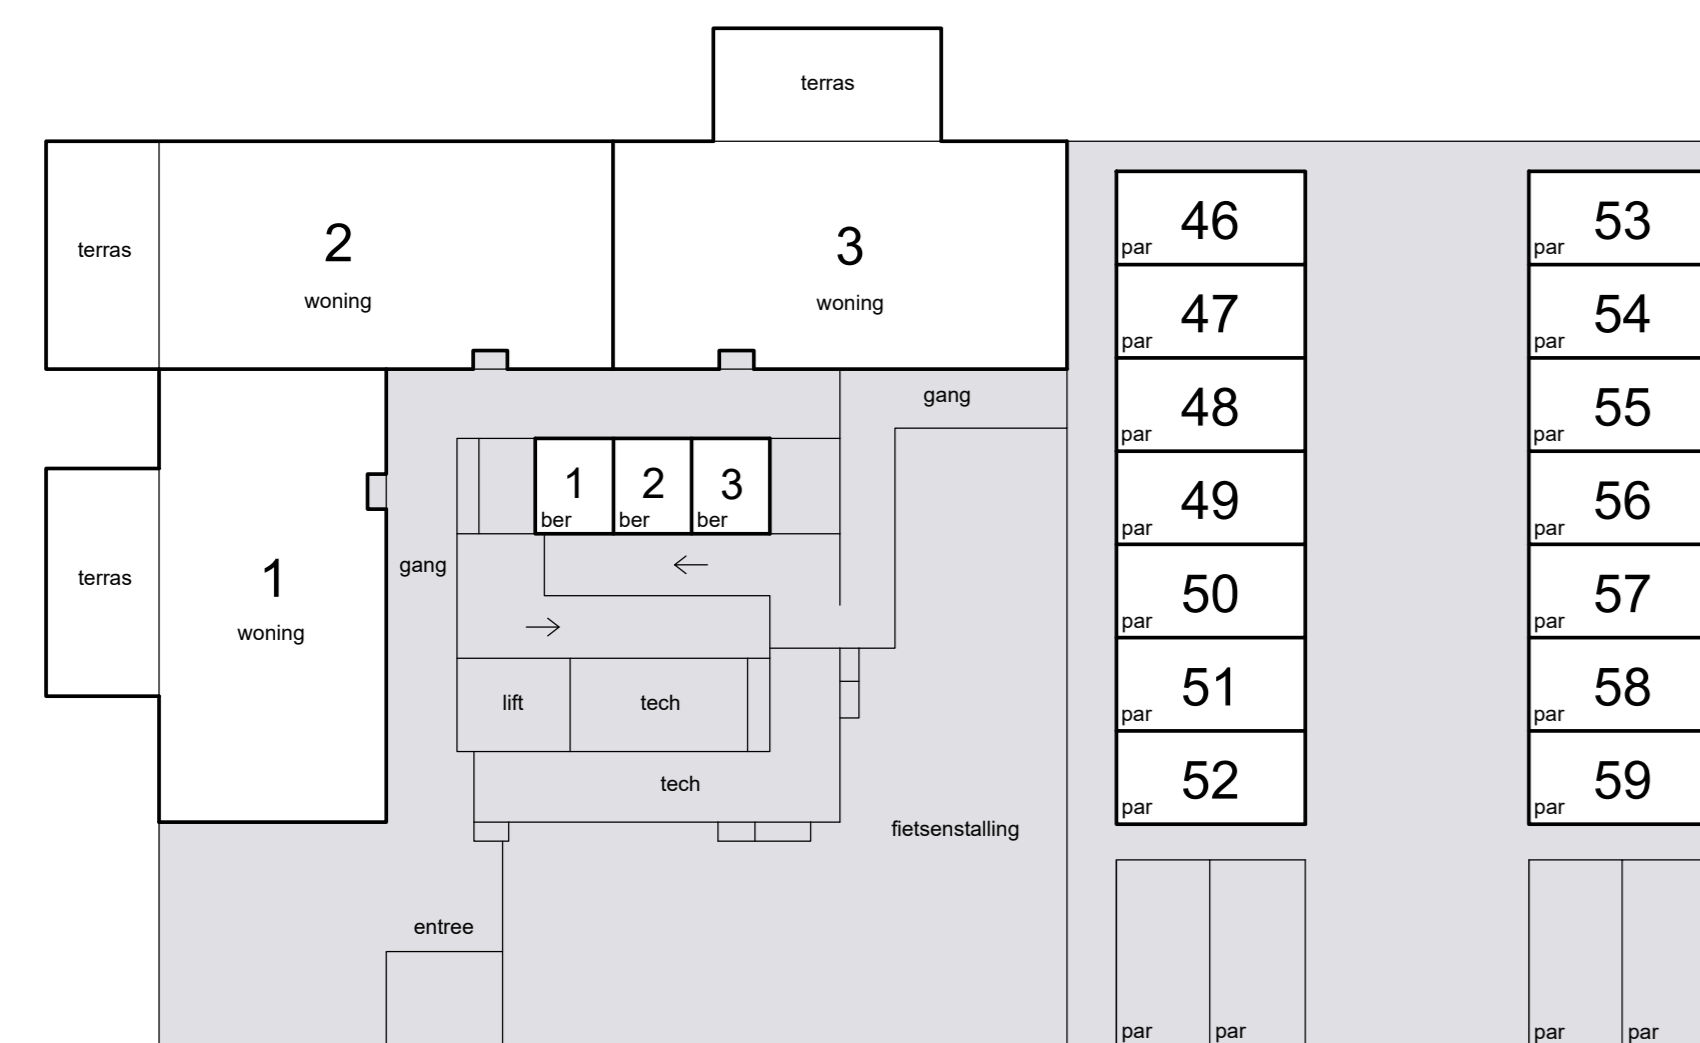 terras
terras
2
woning
3
woning
46
par
53
par
47
par
54
par
48
par
55
par
49
par
56
par
50
par
57
par
51
par
58
par
52
par
59
par
gang
1
ber
2
ber
3
ber
gang
terras
1
woning
lift
tech
tech
fietsenstalling
entree
par
par
par
par